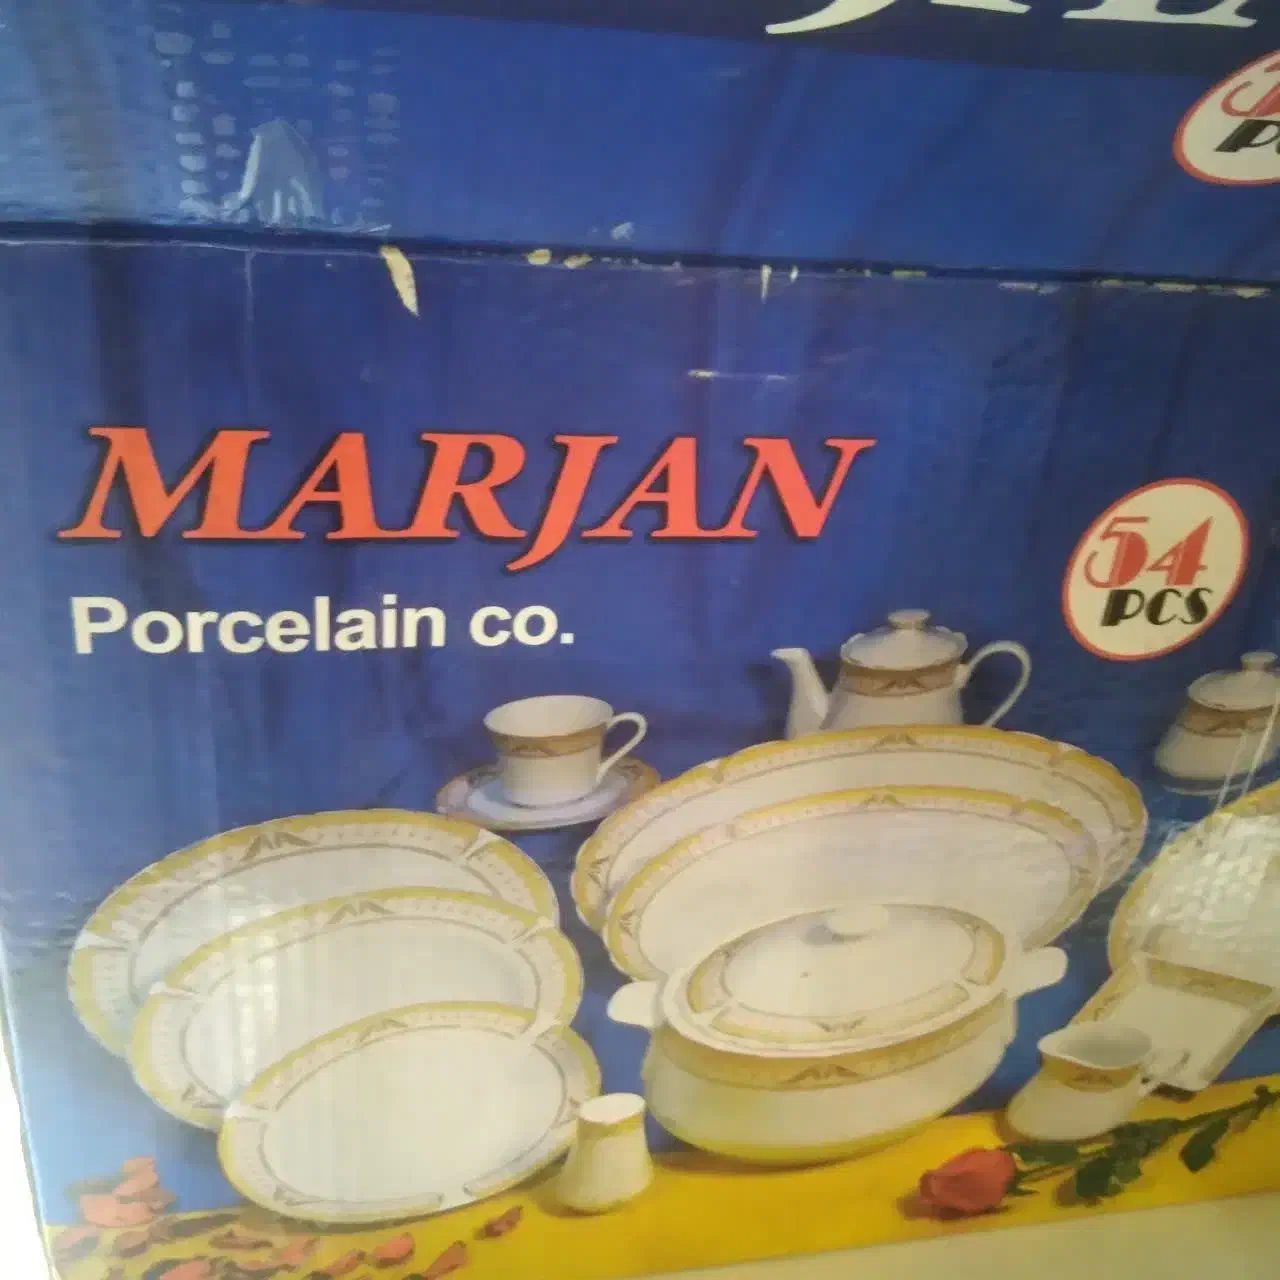 MARJAN
Porcelain co.
54
PCS